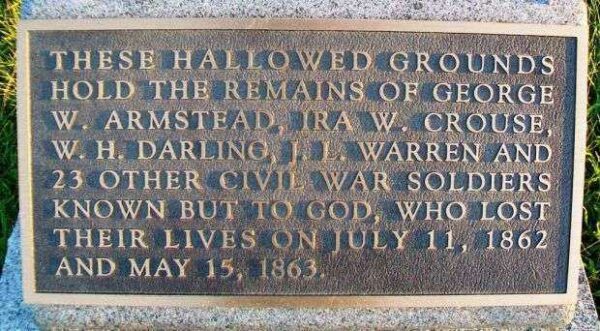 THESE HALLOWED GROUNDS
HOLD THE REMAINS OF GEORGE
W. ARMSTEAD, IRA W. CROUSE,
W. H. DARLING, J. L. WARREN AND
23 OTHER CIVIL WAR SOLDIERS
KNOWN BUT TO GOD, WHO LOST
THEIR LIVES ON JULY 11, 1862
AND MAY 15, 1863.